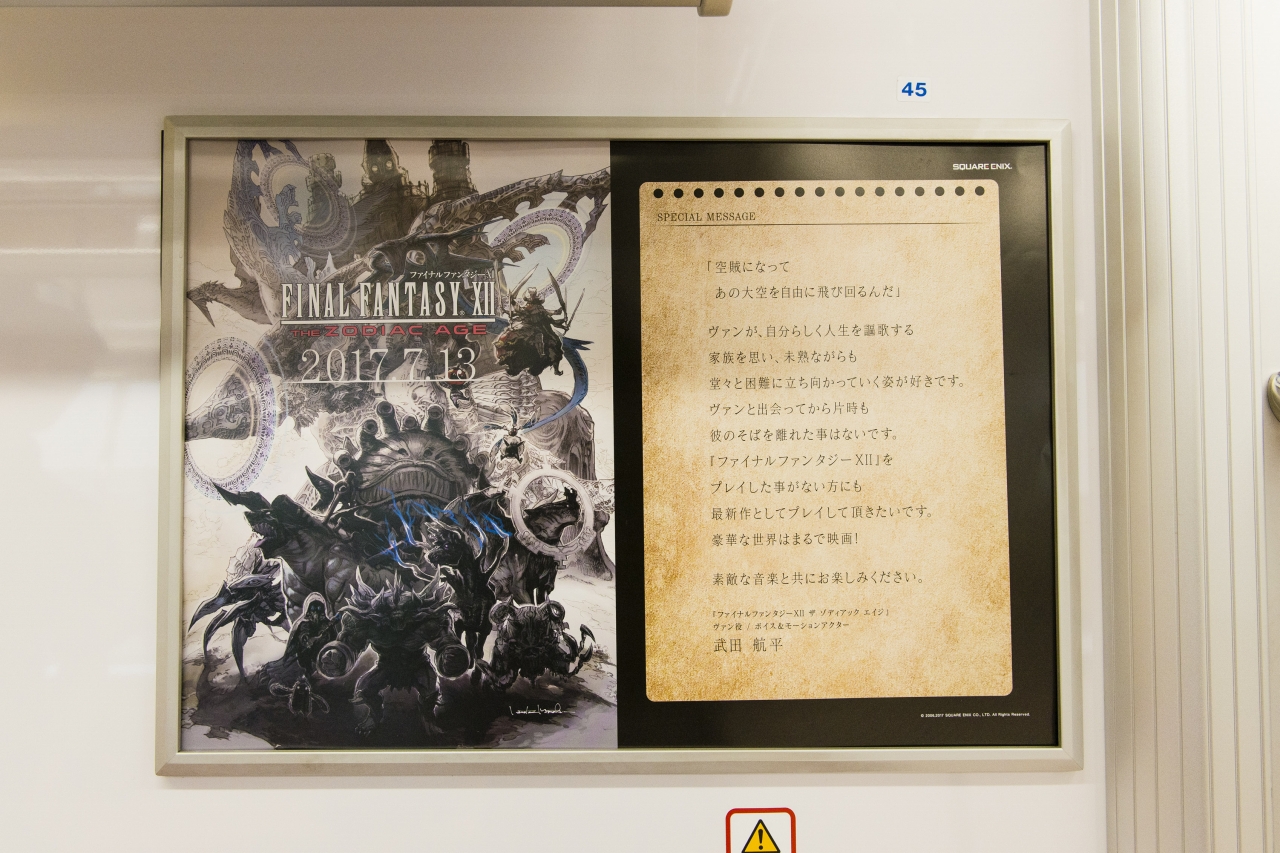 45
ファイナルファンタジーXII
FINAL FANTASY XII
THE ZODIAC AGE
2017.7.13
SQUARE ENIX.
SPECIAL MESSAGE
「空賊になって
あの大空を自由に飛び回るんだ」
ヴァンが、自分らしく人生を謳歌する
家族を思い、未熟ながらも
堂々と困難に立ち向かっていく姿が好きです。
ヴァンと出会ってから片時も
彼のそばを離れた事はないです。
『ファイナルファンタジーXII』を
プレイした事がない方にも
最新作としてプレイして頂きたいです。
豪華な世界はまるで映画！
素敵な音楽と共にお楽しみください。
『ファイナルファンタジーXII ザ ゾディアック エイジ』
ヴァン役 / ボイス&モーションアクター
武田 航平
© 2006,2017 SQUARE ENIX CO., LTD. All Rights Reserved.